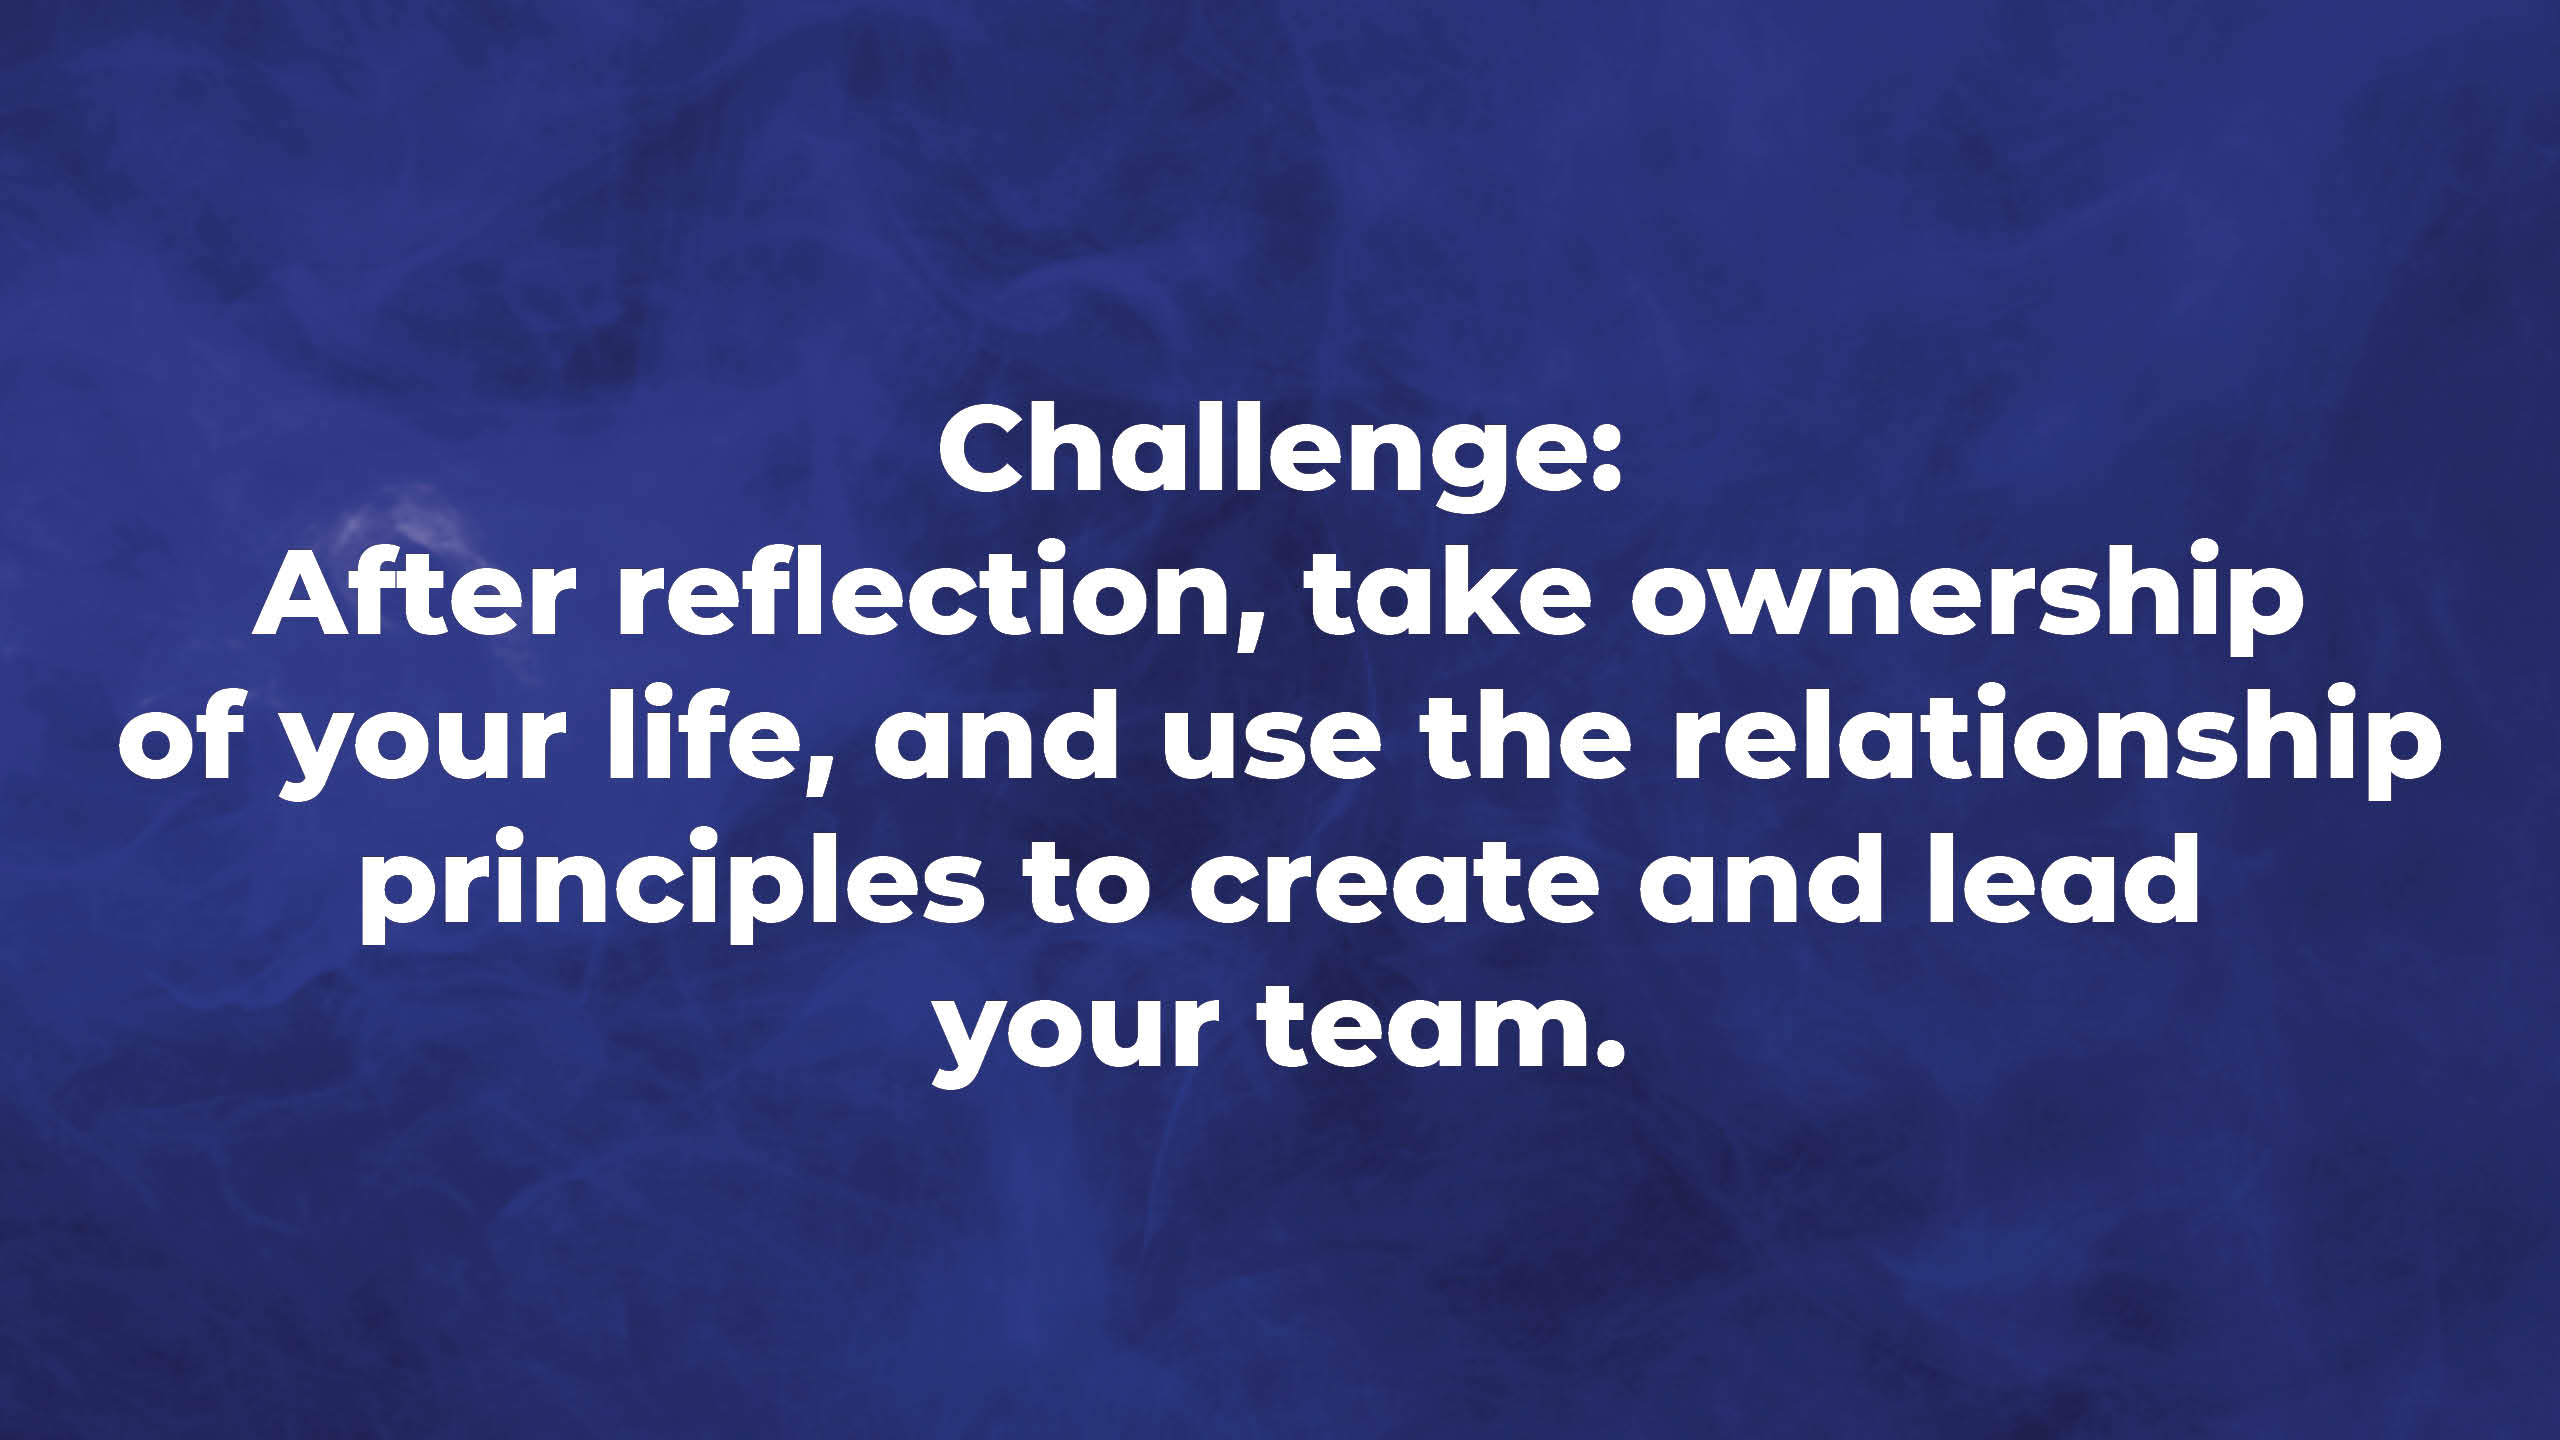 Challenge:
After reflection, take ownership
of your life, and use the relationship
principles to create and lead
your team.